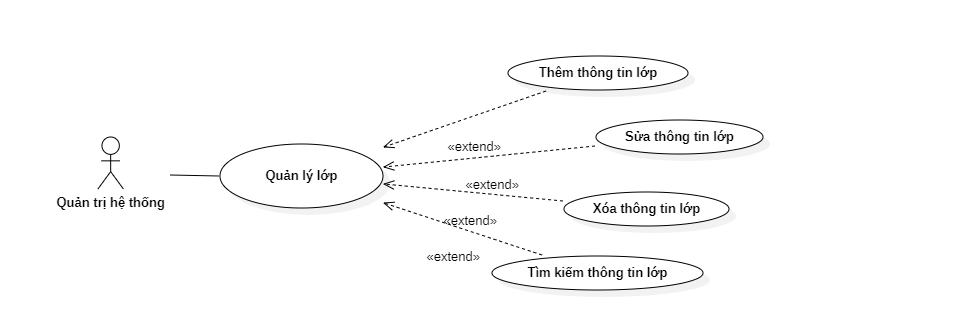 Thêm thông tin lớp
Sửa thông tin lớp
«extend»
Quản lý lớp
«extend»
Quản trị hệ thống
Xóa thông tin lớp
«extend»
«extend»
Tìm kiếm thông tin lớp